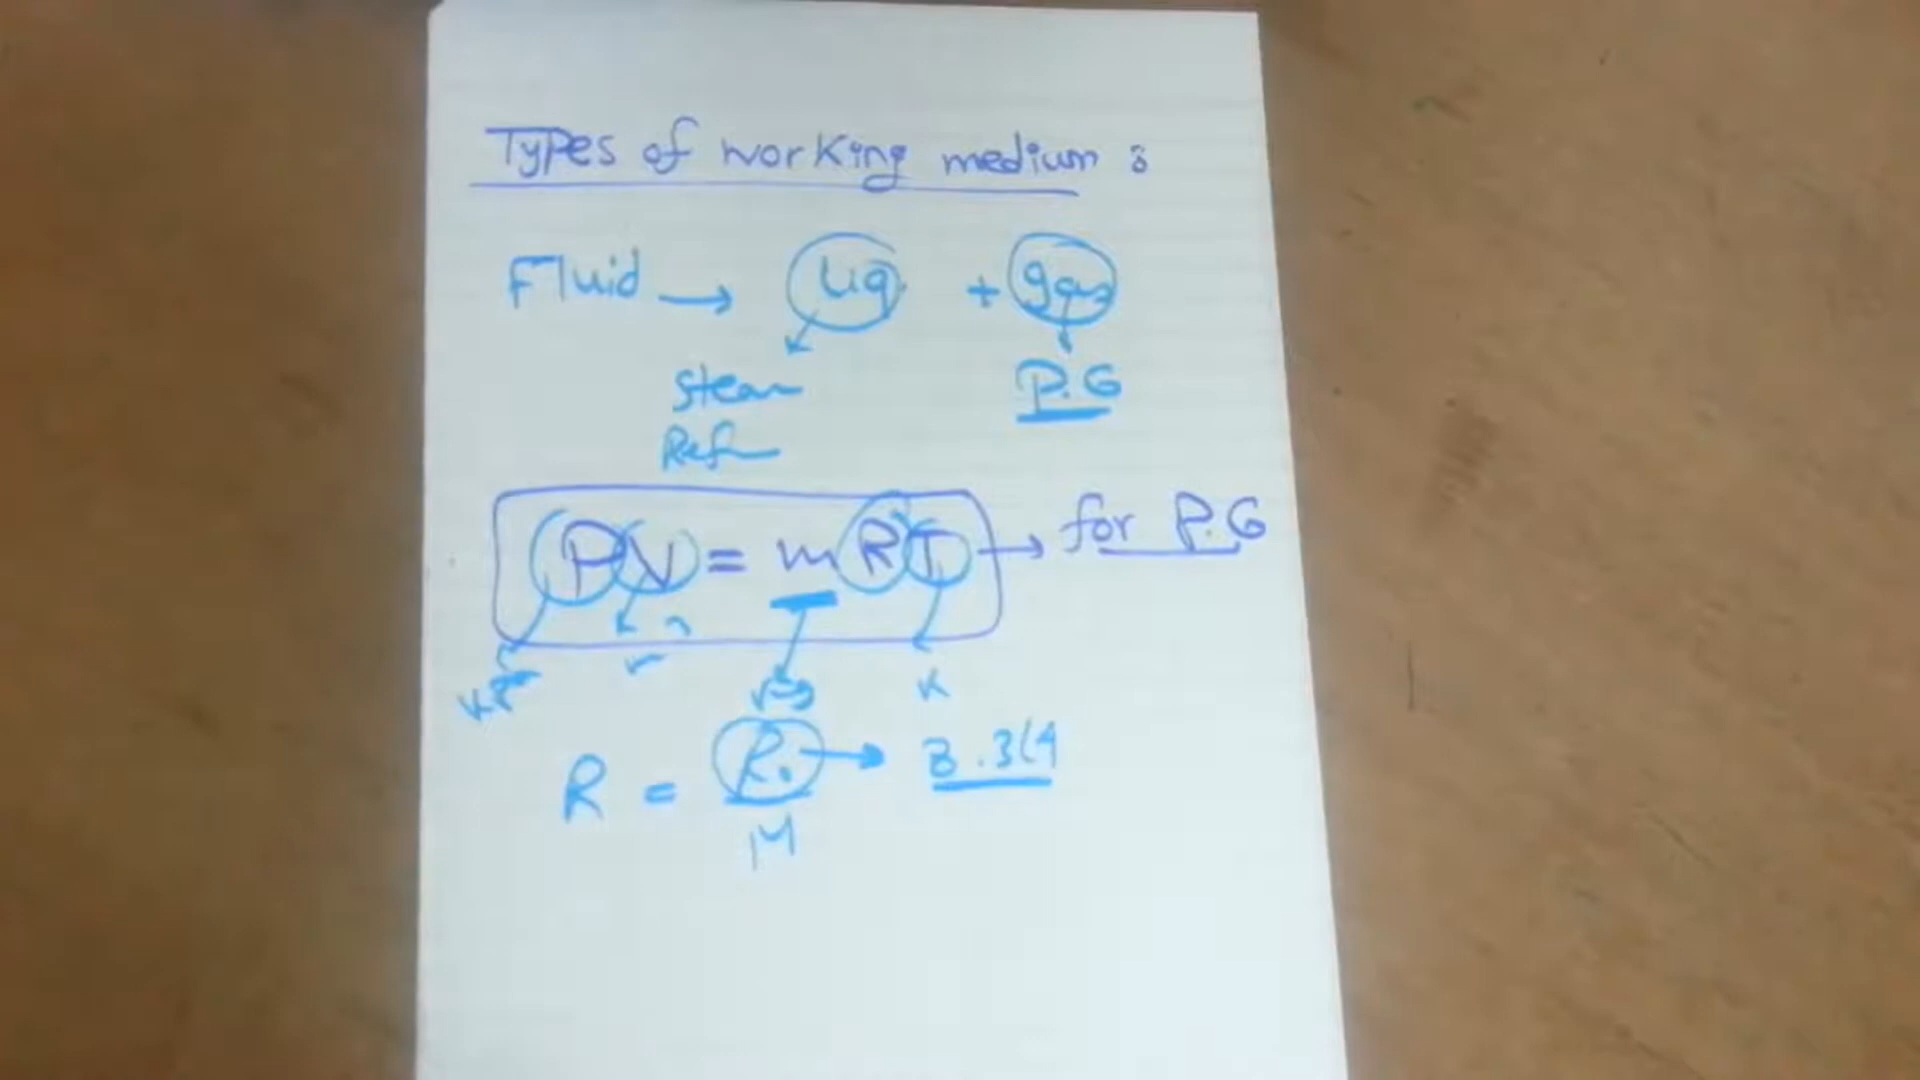 Types of working medium :
Fluid → Liq. + gas
Steam P.G
Ref
PV = mRT → for P.G
K
R = R. → 8.314
M